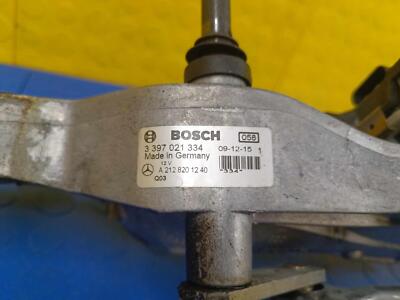 BOSCH 058
3 397 021 334 09-12-15 1
Made in Germany
12 V
A 212 820 12 40
Q03 -334-